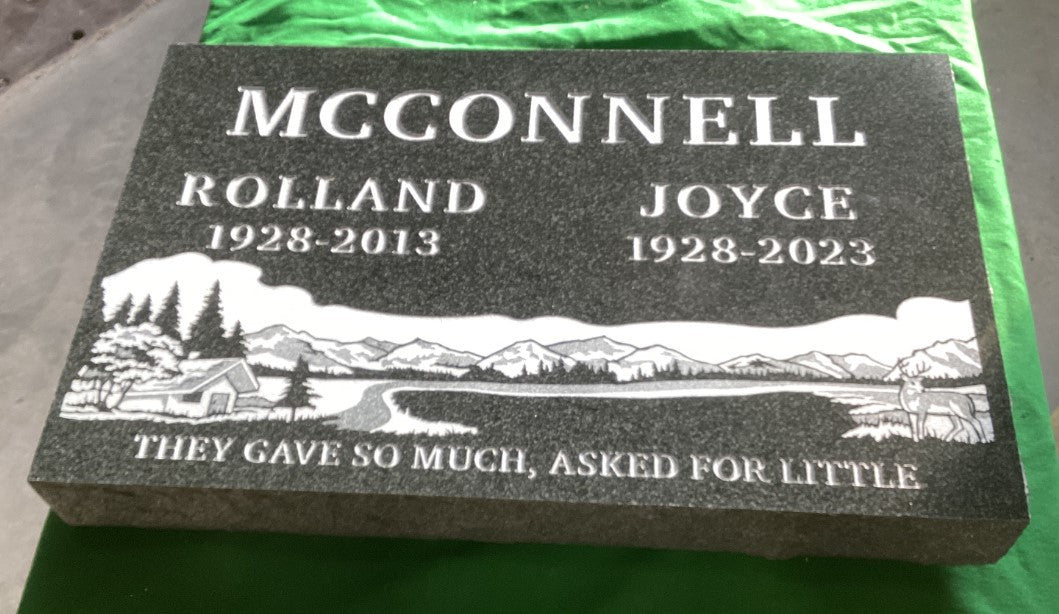 MCCONNELL
ROLLAND JOYCE
1928-2013 1928-2023
THEY GAVE SO MUCH, ASKED FOR LITTLE